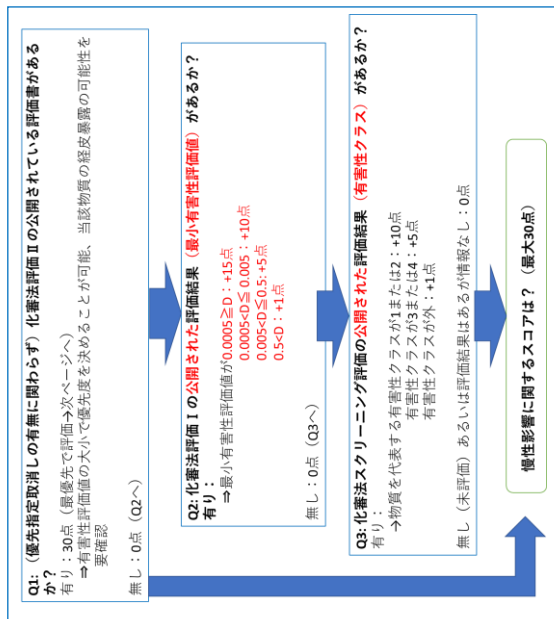 Q1: （優先指定取消しの有無に関わらず）化審法評価Ⅱの公開されている評価書がある
か？
有り：30点（最優先で評価→次ページへ）
⇒有害性評価値の大小で優先度を決めることが可能、当該物質の経皮暴露の可能性を
要確認
無し：0点（Q2へ）
Q2: 化審法評価Ⅰの公開された評価結果（最小有害性評価値）があるか？
有り：
⇒最小有害性評価値が0.0005≧D：+15点
0.0005<D≦0.005：+10点
0.005<D≦0.5:+5点
0.5<D：+1点
無し：0点（Q3へ）
Q3: 化審法スクリーニング評価の公開された評価結果（有害性クラス）があるか？
有り：
→物質を代表する有害性クラスが1または2：+10点
有害性クラスが3または4：+5点
有害性クラスが外：+1点
無し（未評価）あるいは評価結果はあるが情報なし：0点
慢性影響に関するスコアは？（最大30点）